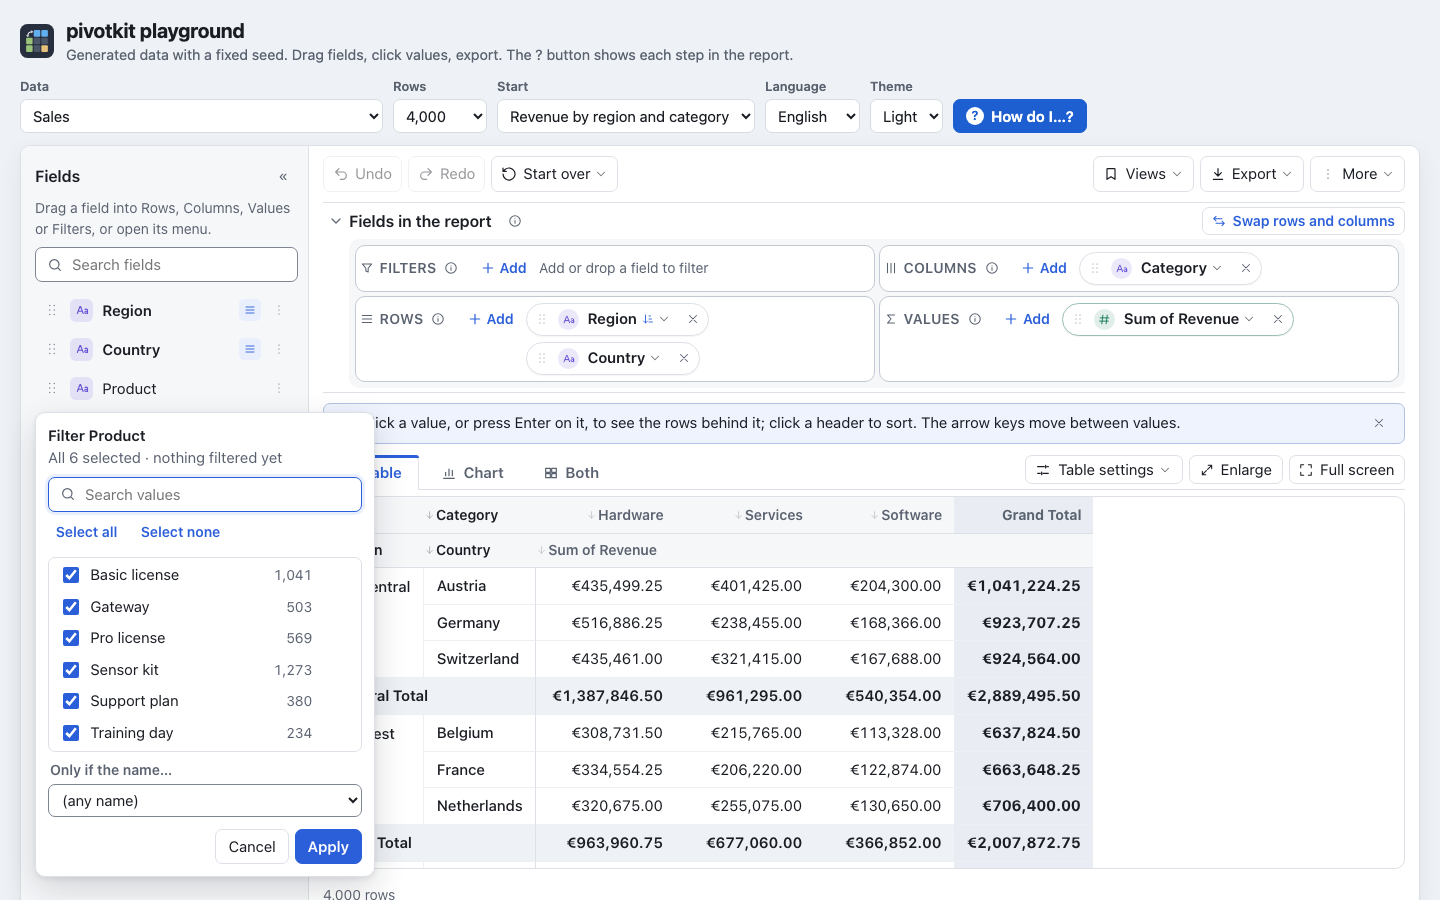 pivotkit playground
Generated data with a fixed seed. Drag fields, click values, export. The ? button shows each step in the report.
Data
Rows
Start
Language
Theme
Sales
4,000
Revenue by region and category
English
Light
? How do I...?
Fields
«
Drag a field into Rows, Columns, Values
or Filters, or open its menu.
Search fields
Aa Region
Aa Country
Aa Product
Undo
Redo
Start over
Views
Export
More
Fields in the report
Swap rows and columns
FILTERS
+ Add
Add or drop a field to filter
COLUMNS
+ Add
Aa Category
ROWS
+ Add
Aa Region
Aa Country
Σ VALUES
+ Add
# Sum of Revenue
ick a value, or press Enter on it, to see the rows behind it; click a header to sort. The arrow keys move between values.
able
Chart
Both
Table settings
Enlarge
Full screen
Filter Product
All 6 selected · nothing filtered yet
Search values
Select all
Select none
Basic license 1,041
Gateway 503
Pro license 569
Sensor kit 1,273
Support plan 380
Training day 234
Only if the name...
(any name)
Cancel
Apply
↓ Category ↓ Hardware ↓ Services ↓ Software Grand Total
n ↓ Country ↓ Sum of Revenue
entral Austria €435,499.25 €401,425.00 €204,300.00 €1,041,224.25
Germany €516,886.25 €238,455.00 €168,366.00 €923,707.25
Switzerland €435,461.00 €321,415.00 €167,688.00 €924,564.00
ral Total €1,387,846.50 €961,295.00 €540,354.00 €2,889,495.50
est Belgium €308,731.50 €215,765.00 €113,328.00 €637,824.50
France €334,554.25 €206,220.00 €122,874.00 €663,648.25
Netherlands €320,675.00 €255,075.00 €130,650.00 €706,400.00
Total €963,960.75 €677,060.00 €366,852.00 €2,007,872.75
4,000 rows